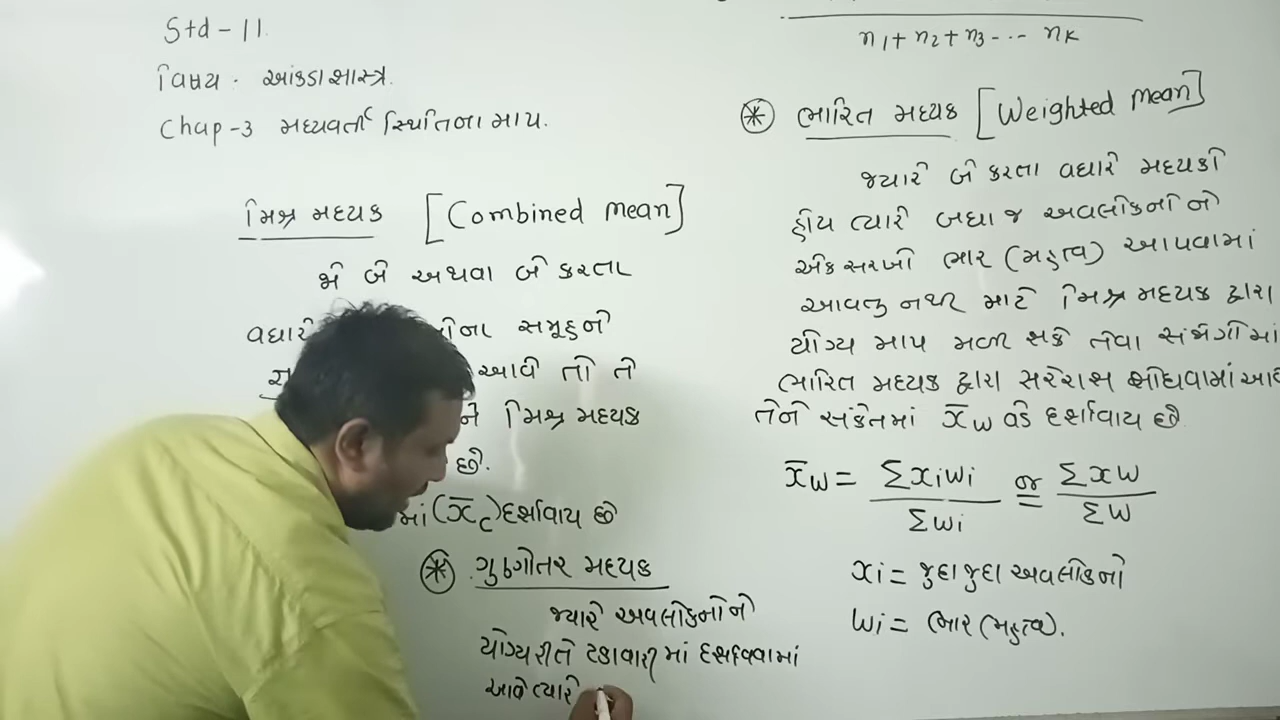 Std - 11.
વિષય . આંકડાશાસ્ત્ર.
Chap -3 મધ્યવર્તી સ્થિતિના માપ.
મિશ્ર મધ્યક [Combined mean]
જો બે અથવા બે કરતા
વધારે ના સમૂહનો
આવે તો તે
મિશ્ર મધ્યક
છે.
માં (x̄c) દર્શાવાય છે
⊛ ગુણોતર મધ્યક
જ્યારે અવલોકનોને
યોગ્ય રીતે ટકાવારીમાં દર્શાવવામાં
આવે ત્યારે
n1 + n2 + n3 --- nk
⊛ ભારિત મધ્યક [Weighted mean]
જ્યારે બે કરતા વધારે મધ્યકો
હોય ત્યારે બધા જ અવલોકનોનો
એક સરખો ભાર (મહત્વ) આપવામાં
આવતુ નથી માટે મિશ્ર મધ્યક દ્વારા
યોગ્ય માપ મળી શકે તેવા સંજોગોમાં
ભારિત મધ્યક દ્વારા સરેરાશ શોધવામાં આવે
તેને સંકેતમાં x̄w વડે દર્શાવાય છે
x̄w = Σxiwi / Σwi or Σxw / Σw
xi = જુદા જુદા અવલોકનો
wi = ભાર (મહત્વ).